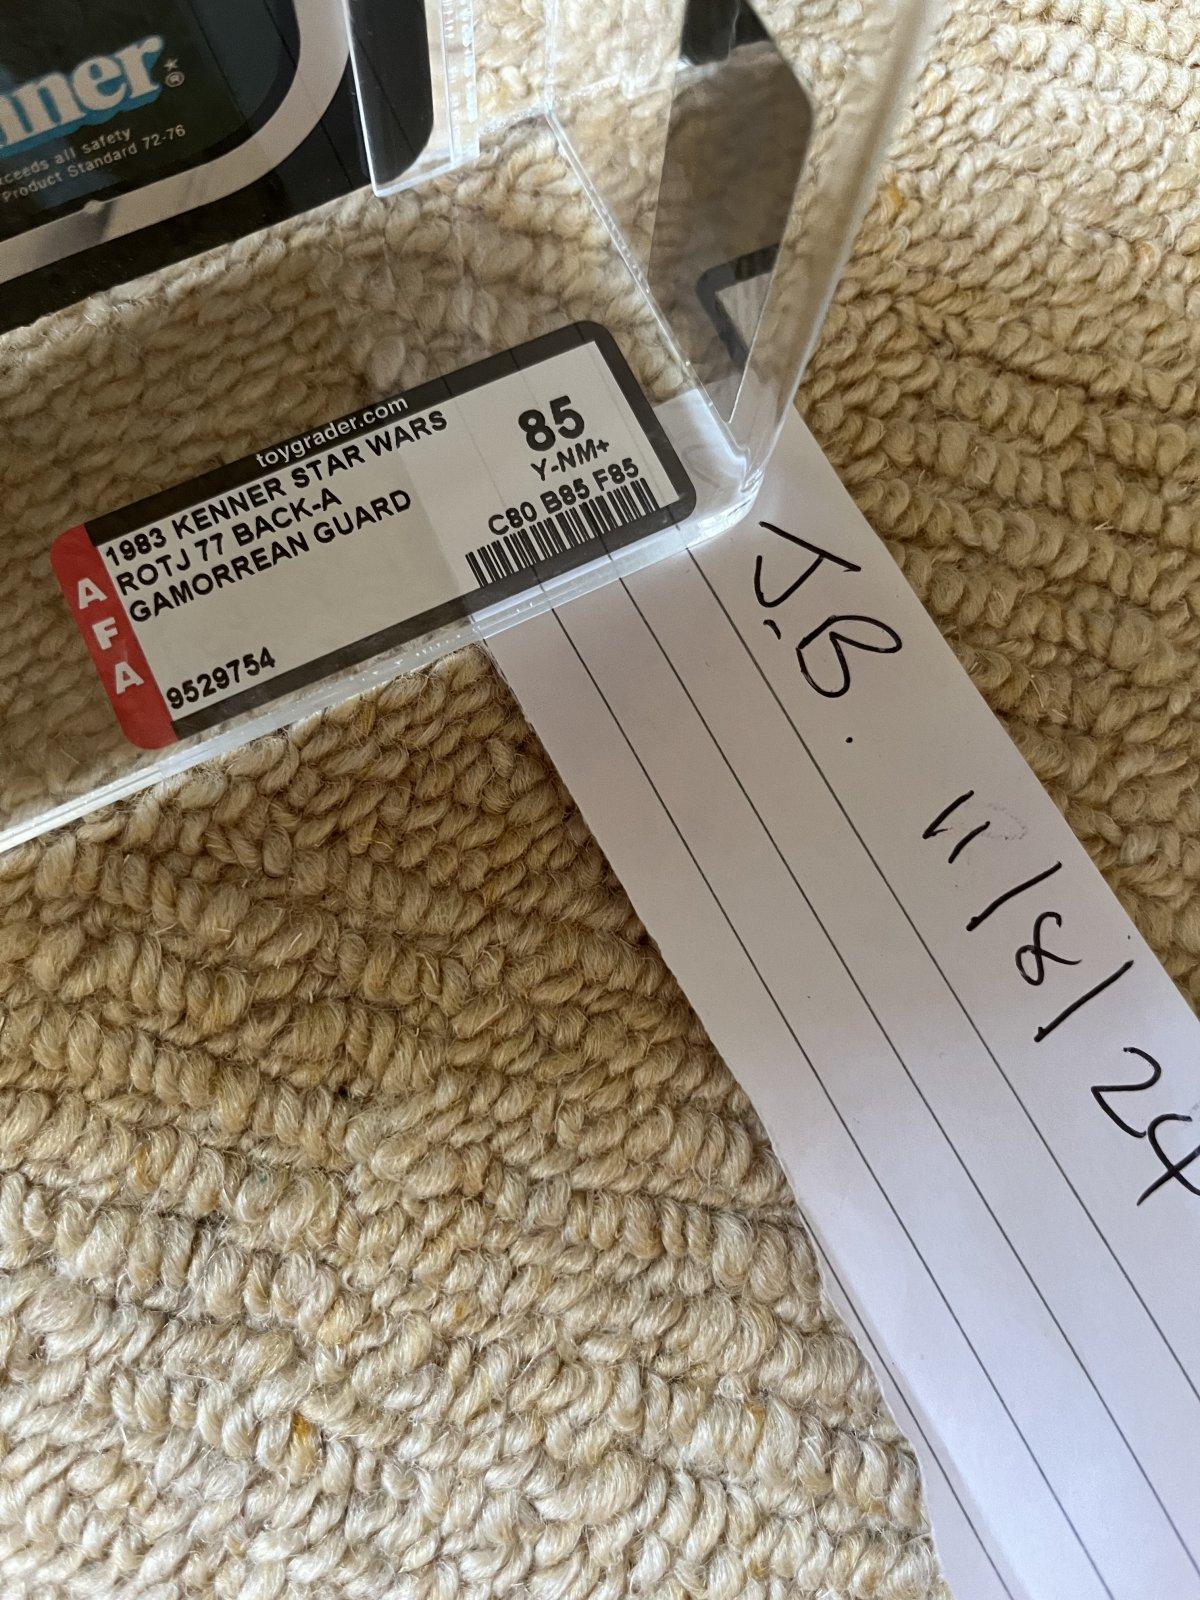 nner®
xceeds all safety
Product Standard 72-76
toygrader.com
1983 KENNER STAR WARS
ROTJ 77 BACK-A
GAMORREAN GUARD
85
Y-NM+
C80 B85 F85
AFA
9529754
J.B. 11/8/24